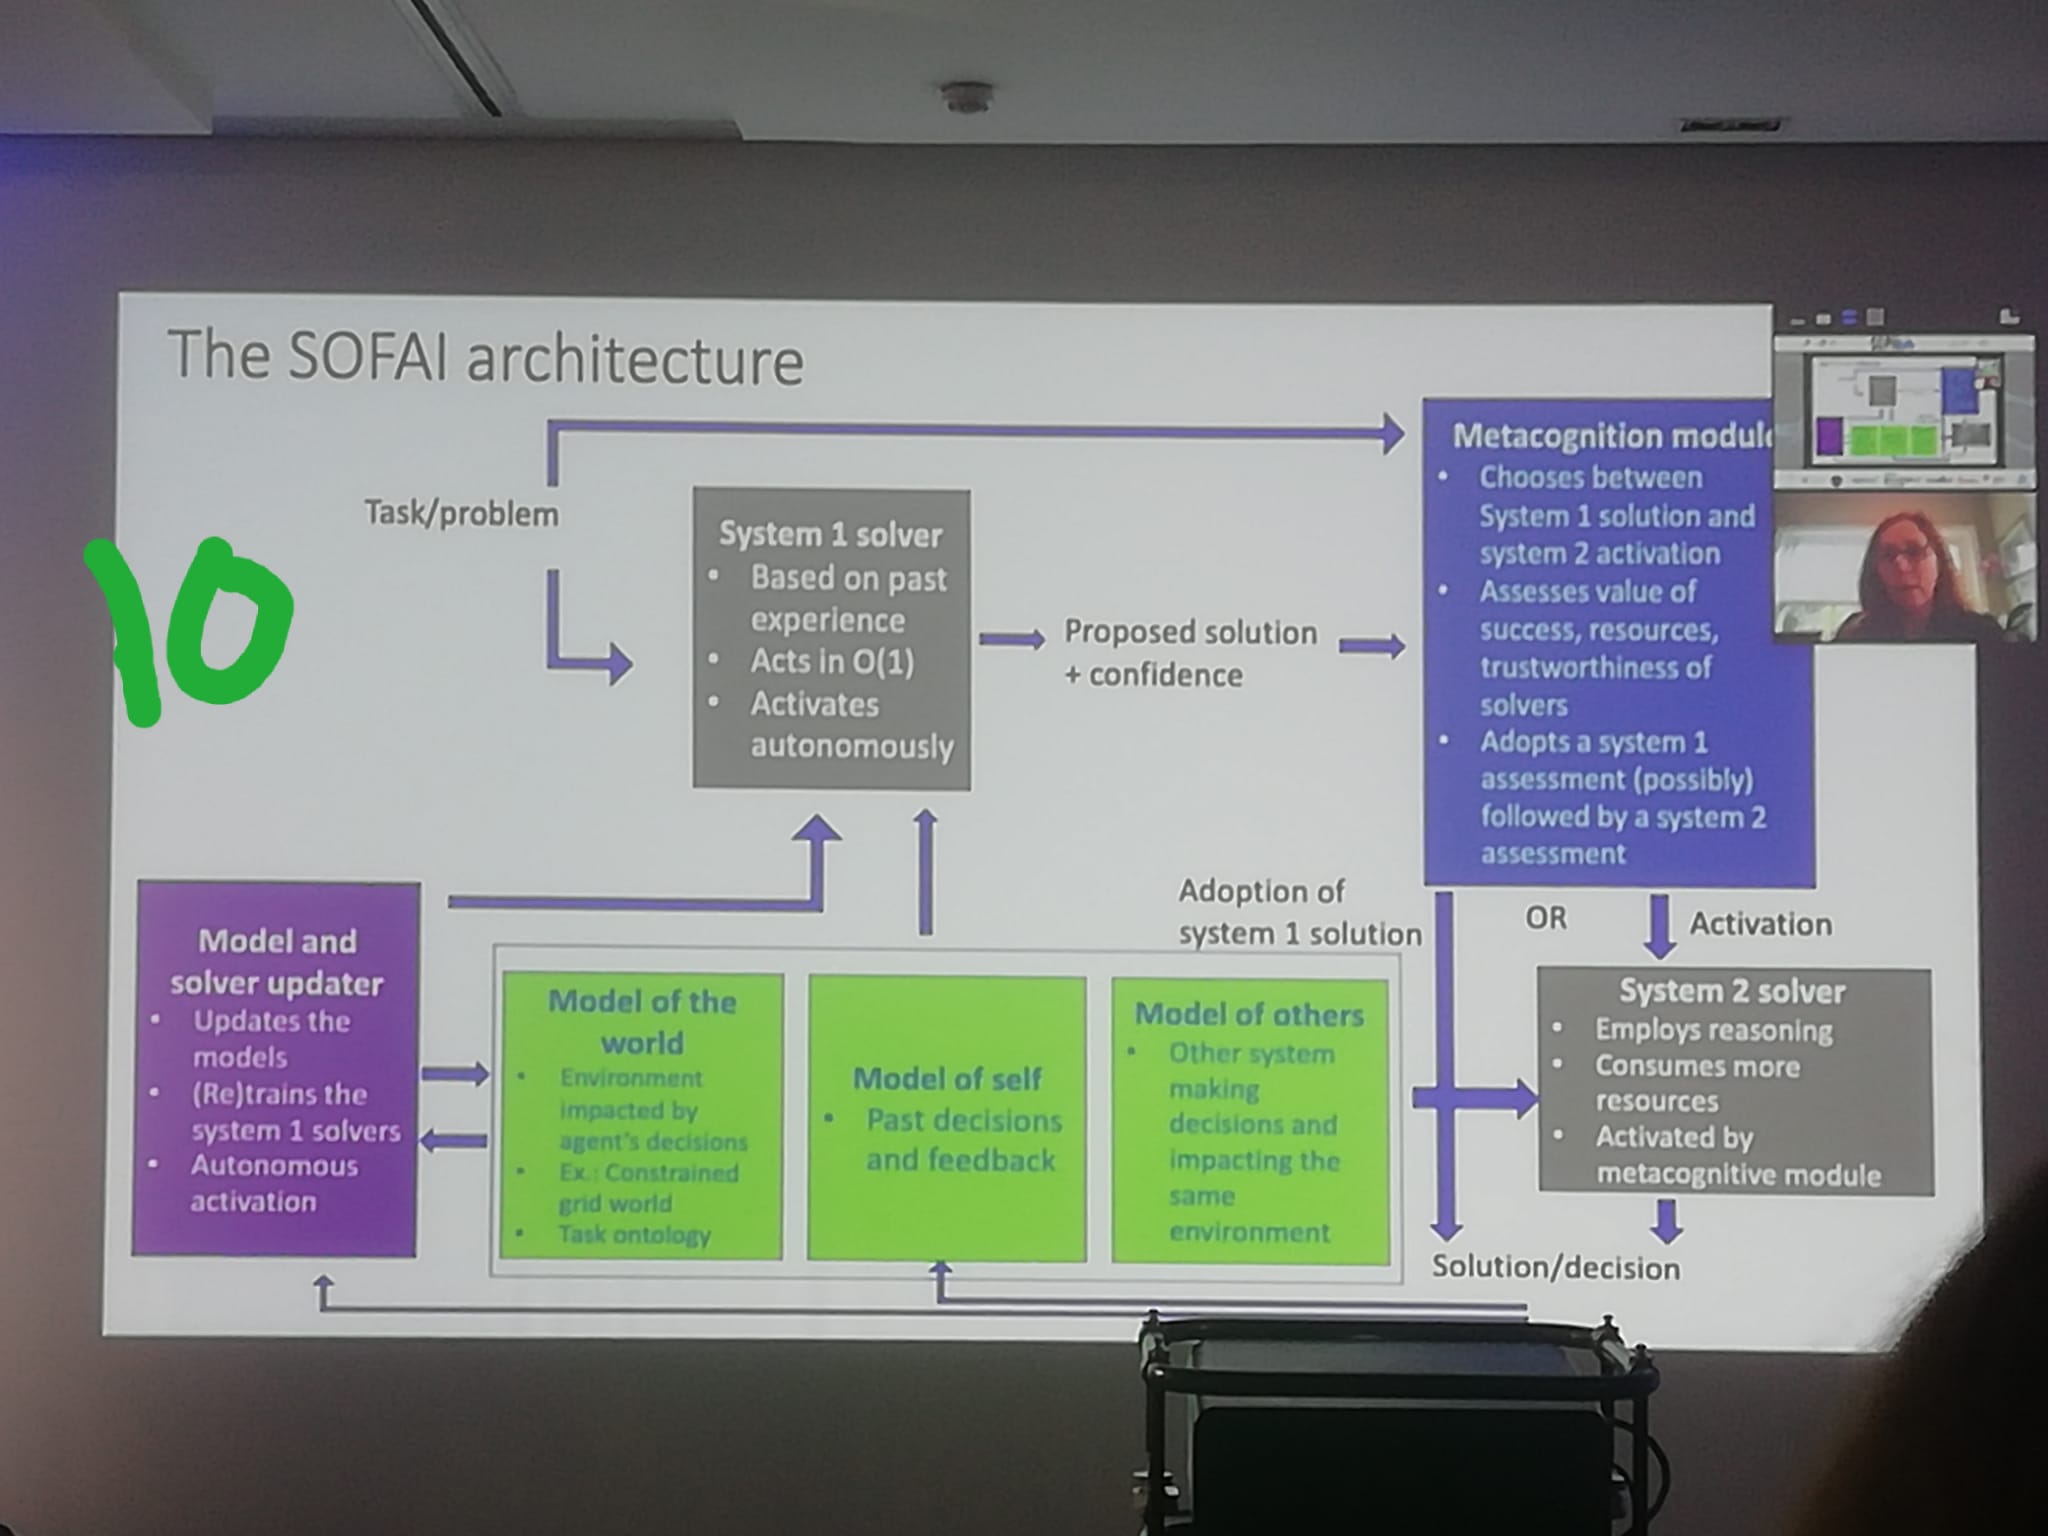 The SOFAI architecture
10
Task/problem
System 1 solver
• Based on past
experience
• Acts in O(1)
• Activates
autonomously
Proposed solution
+ confidence
Metacognition
• Chooses between
System 1 solution and
system 2 activation
• Assesses value of
success, resources,
trustworthiness of
solvers
• Adopts a system 1
assessment (possibly)
followed by a system 2
assessment
Adoption of
system 1 solution
OR
Activation
Model and
solver updater
• Updates the
models
• (Re)trains the
system 1 solvers
• Autonomous
activation
Model of the
world
• Environment
impacted by
agent's decisions
• Ex.: Constrained
grid world
• Task ontology
Model of self
• Past decisions
and feedback
Model of others
• Other system
making
decisions and
impacting the
same
environment
System 2 solver
• Employs reasoning
• Consumes more
resources
• Activated by
metacognitive module
Solution/decision